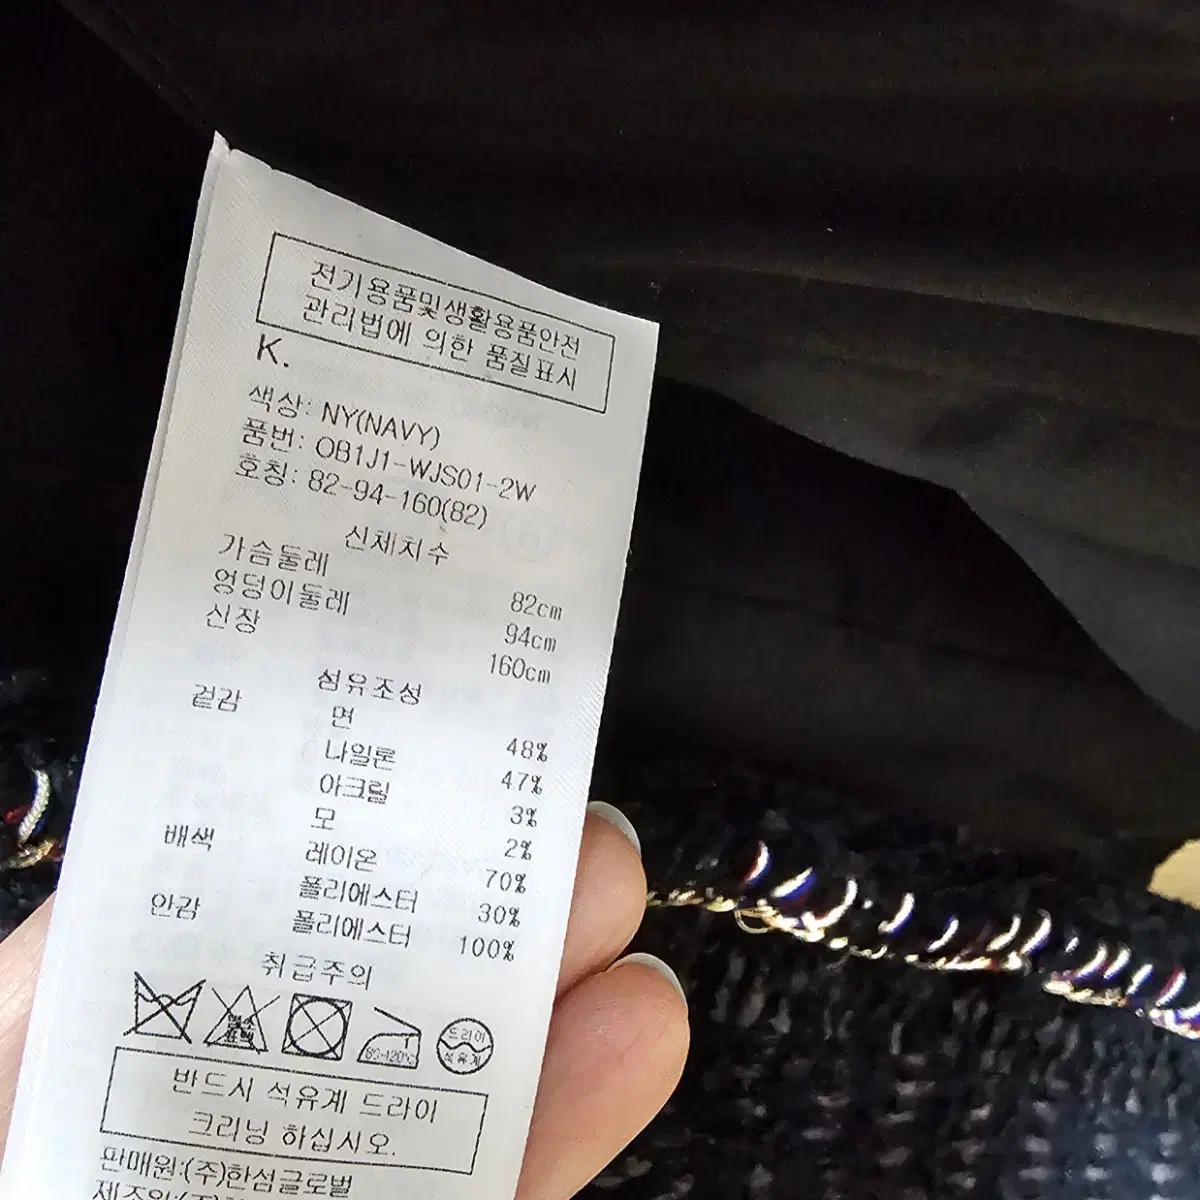 전기용품및생활용품안전
관리법에 의한 품질표시
K.
색상: NY(NAVY)
품번: OB1J1-WJS01-2W
호칭: 82-94-160(82)
신체치수
가슴둘레 82cm
엉덩이둘레 94cm
신장 160cm
섬유조성
겉감 면 48%
나일론 47%
아크릴 3%
모 2%
배색 레이온 70%
폴리에스터 30%
안감 폴리에스터 100%
취급주의
염소
표백
80~120℃
드라이
석유계
반드시 석유계 드라이
크리닝 하십시오.
판매원:(주)한섬글로벌